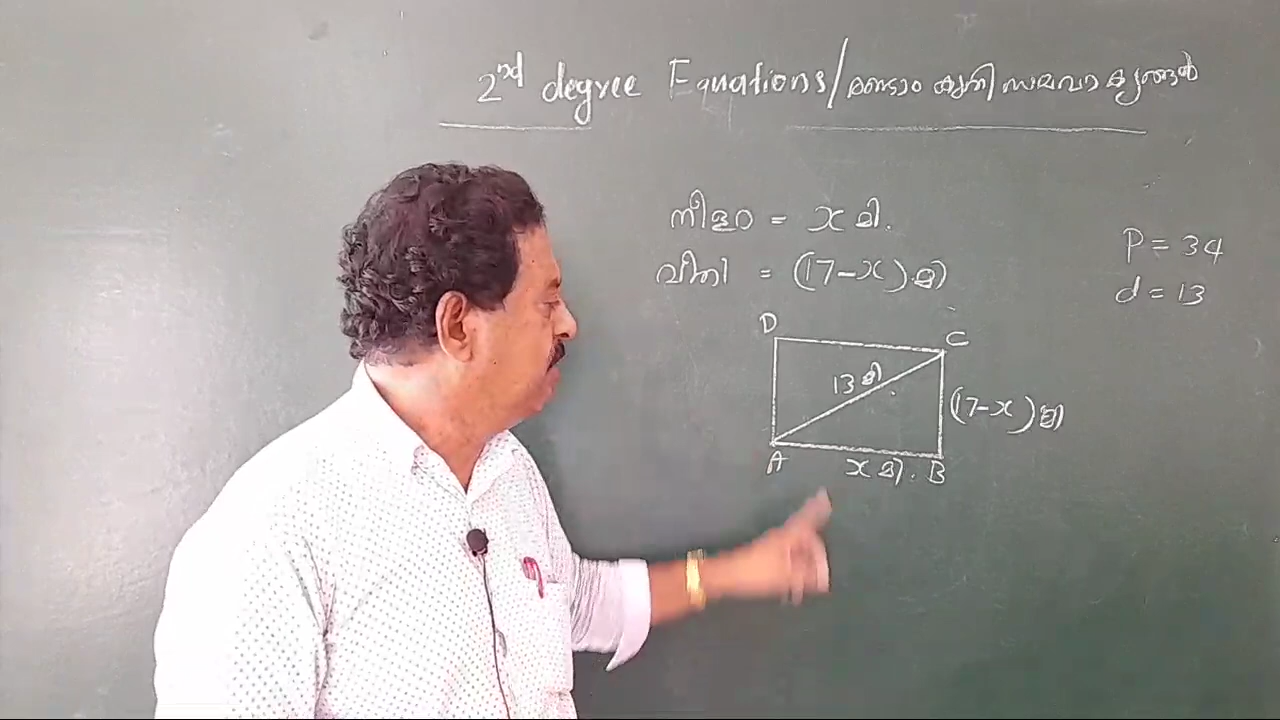 2nd degree Equations/രണ്ടാം കൃതി സമവാക്യങ്ങൾ
നീളം = x മീ.
വീതി = (17-x) മീ
P = 34
d = 13
D
C
13 മീ.
(17-x) മീ
A
x മീ.
B